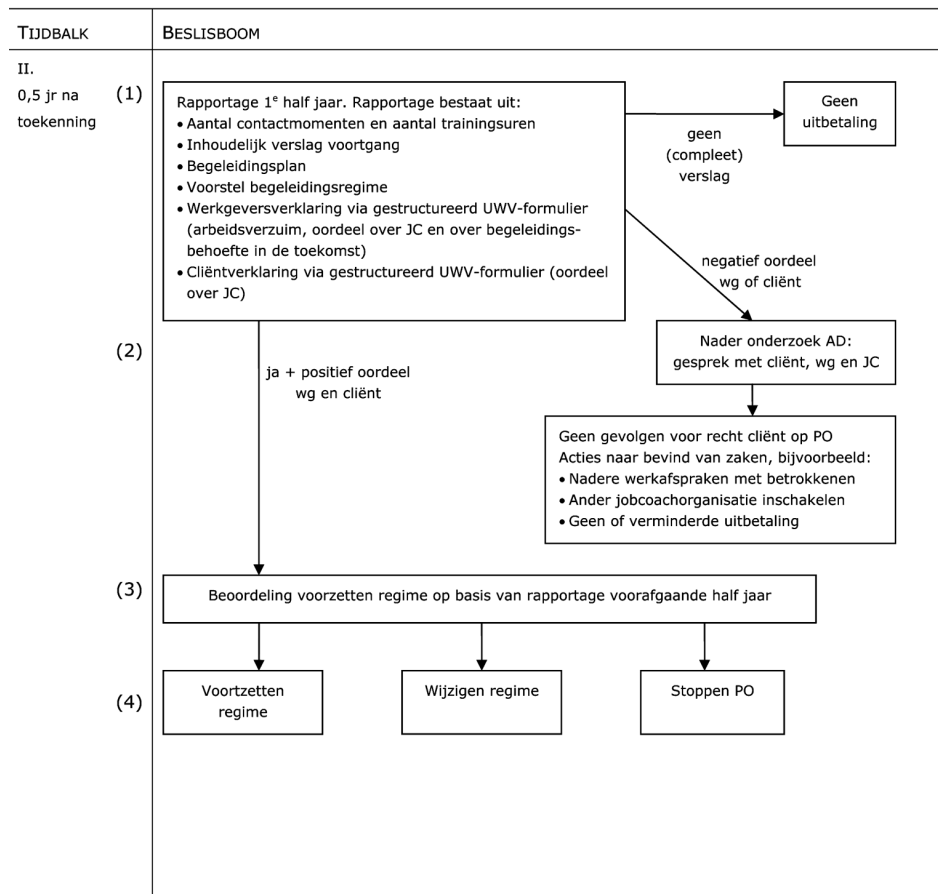 TIJDBALK
BESLISBOOM
II.
0,5 jr na
toekenning
(1)
Rapportage 1e half jaar. Rapportage bestaat uit:
• Aantal contactmomenten en aantal trainingsuren
• Inhoudelijk verslag voortgang
• Begeleidingsplan
• Voorstel begeleidingsregime
• Werkgeversverklaring via gestructureerd UWV-formulier
(arbeidsverzuim, oordeel over JC en over begeleidings-
behoefte in de toekomst)
• Cliëntverklaring via gestructureerd UWV-formulier (oordeel
over JC)
geen
(compleet)
verslag
Geen
uitbetaling
negatief oordeel
wg of cliënt
(2)
ja + positief oordeel
wg en cliënt
Nader onderzoek AD:
gesprek met cliënt, wg en JC
Geen gevolgen voor recht cliënt op PO
Acties naar bevind van zaken, bijvoorbeeld:
• Nadere werkafspraken met betrokkenen
• Ander jobcoachorganisatie inschakelen
• Geen of verminderde uitbetaling
(3)
Beoordeling voorzetten regime op basis van rapportage voorafgaande half jaar
(4)
Voortzetten
regime
Wijzigen regime
Stoppen PO